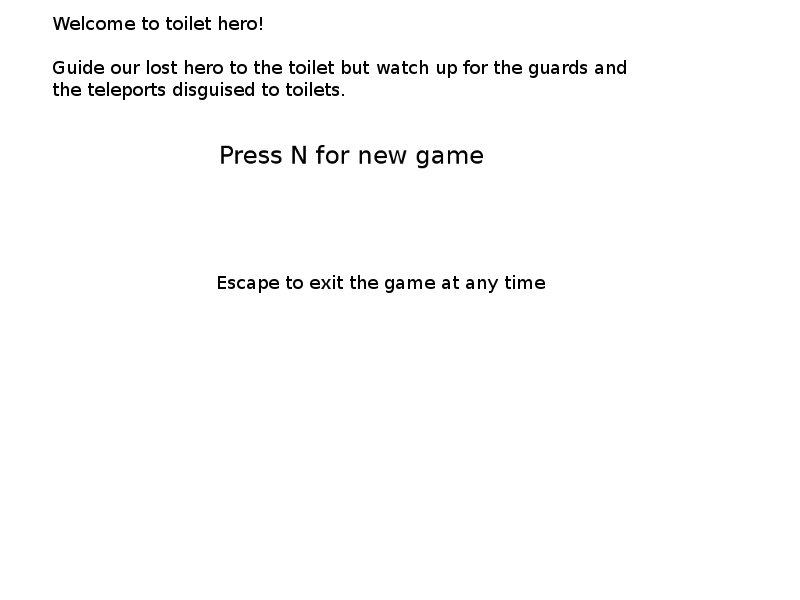 Welcome to toilet hero!
Guide our lost hero to the toilet but watch up for the guards and
the teleports disguised to toilets.
Press N for new game
Escape to exit the game at any time